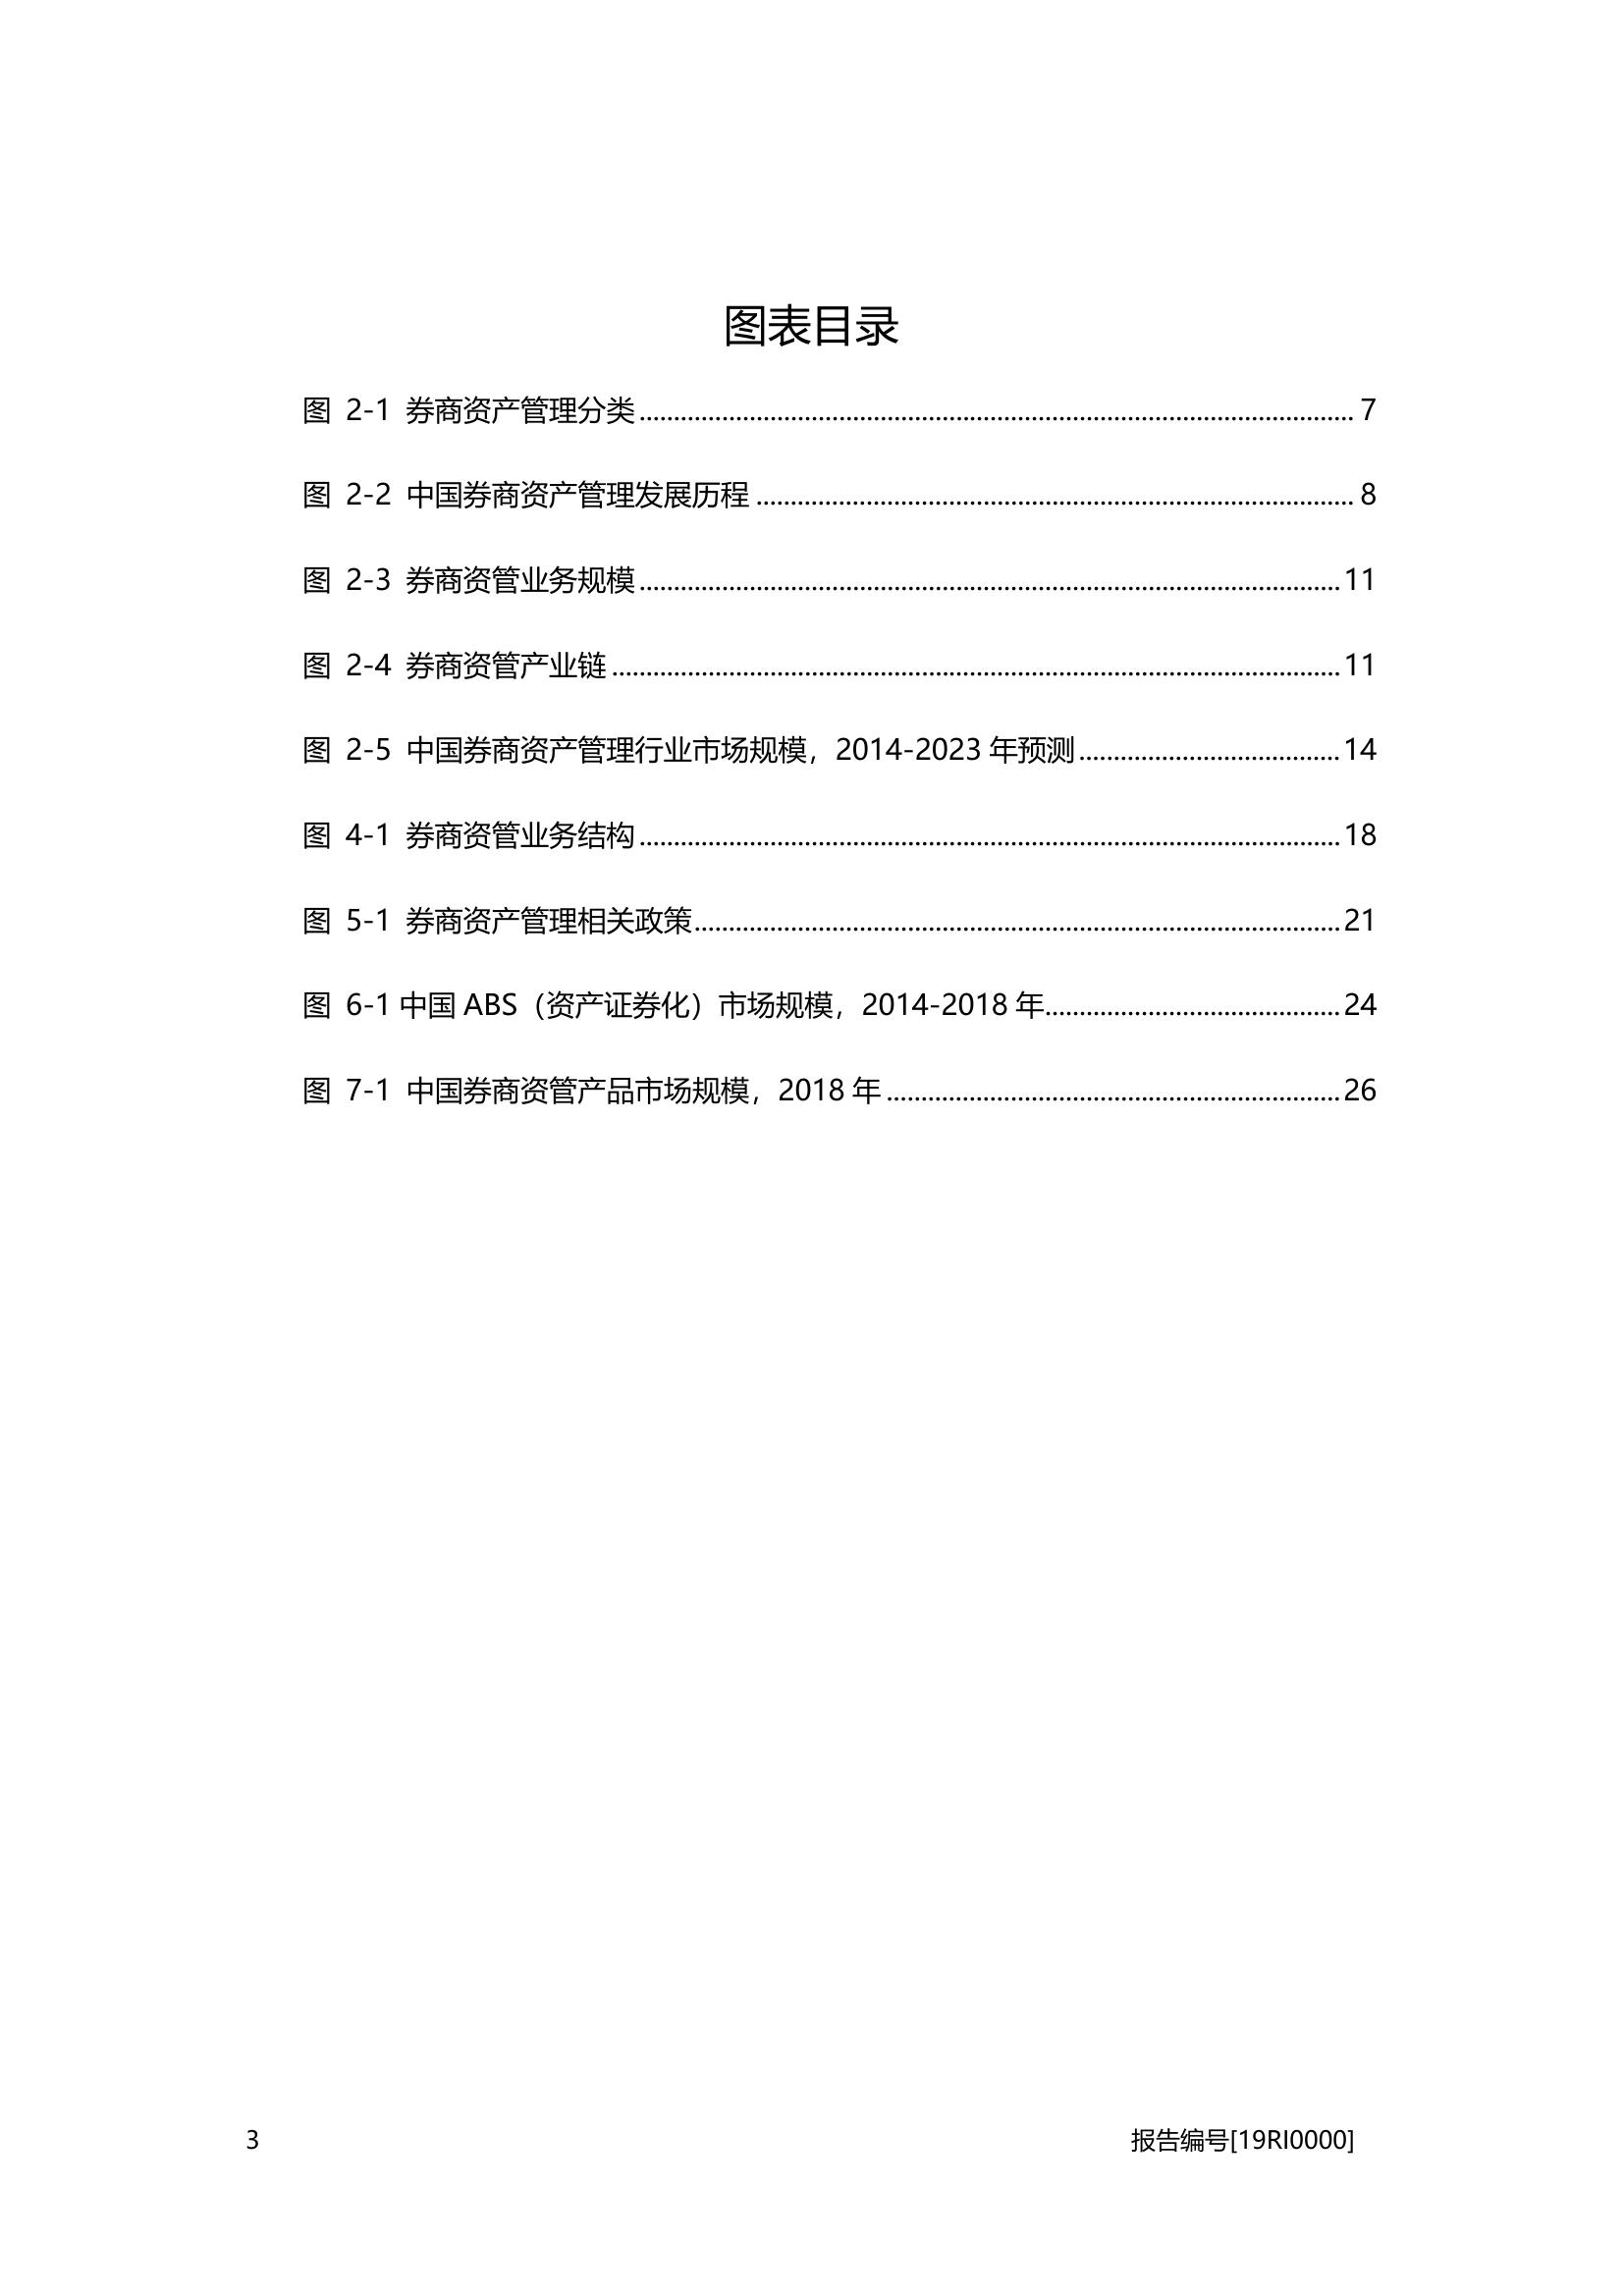 图表目录
图 2-1 券商资产管理分类........................................................................................................ 7
图 2-2 中国券商资产管理发展历程....................................................................................... 8
图 2-3 券商资管业务规模......................................................................................................11
图 2-4 券商资管产业链..........................................................................................................11
图 2-5 中国券商资产管理行业市场规模，2014-2023 年预测......................................14
图 4-1 券商资管业务结构......................................................................................................18
图 5-1 券商资产管理相关政策..............................................................................................21
图 6-1 中国 ABS（资产证券化）市场规模，2014-2018 年...........................................24
图 7-1 中国券商资管产品市场规模，2018 年..................................................................26
3 报告编号[19RI0000]